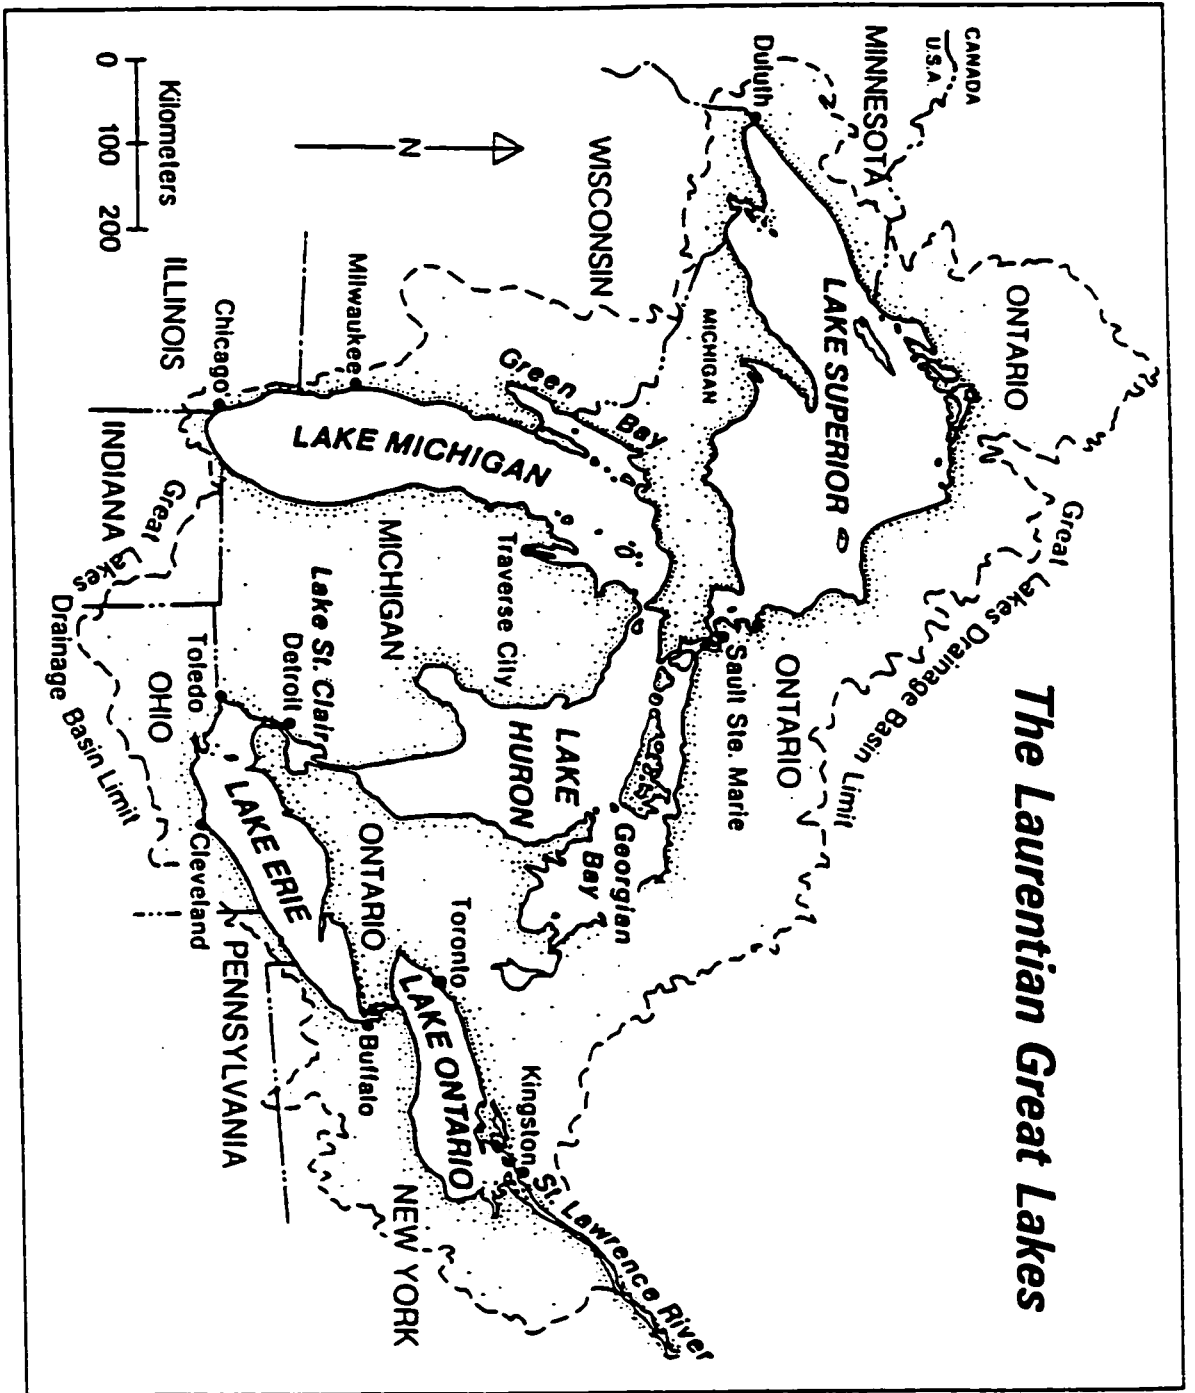 The Laurentian Great Lakes
CANADA
U.S.A.
MINNESOTA
ONTARIO
Great Lakes Drainage Basin Limit
Duluth
LAKE SUPERIOR
ONTARIO
Sault Ste. Marie
WISCONSIN
MICHIGAN
Green Bay
Georgian
Bay
LAKE
HURON
Traverse City
St. Lawrence River
Kingston
Toronto
LAKE ONTARIO
NEW YORK
N
Milwaukee
LAKE MICHIGAN
MICHIGAN
Lake St. Clair
Detroit
ONTARIO
Buffalo
LAKE ERIE
PENNSYLVANIA
Kilometers
0 100 200
ILLINOIS
Chicago
INDIANA
Toledo
OHIO
Cleveland
Great Lakes
Drainage Basin Limit